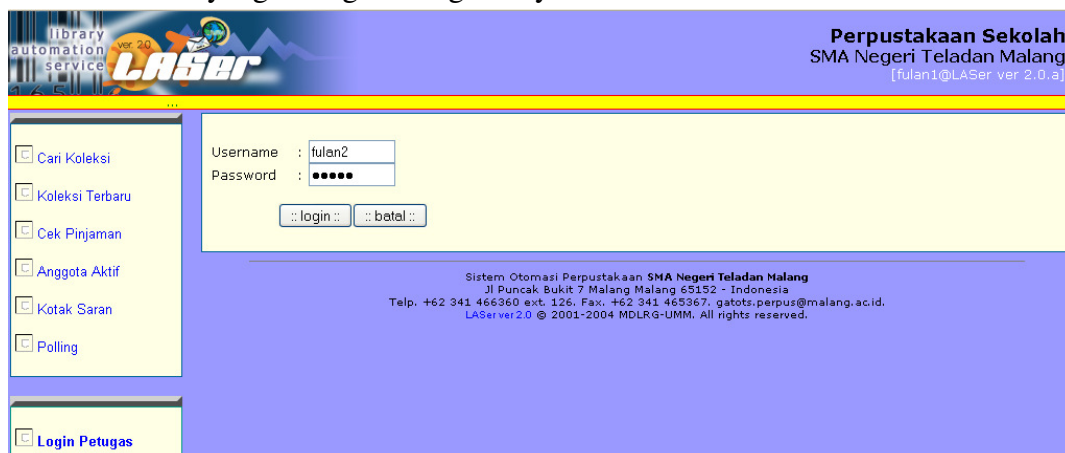 library
automation
service
ver. 2.0
LASer
Perpustakaan Sekolah
SMA Negeri Teladan Malang
[fulan1@LASer ver 2.0.a]
...
Cari Koleksi
Koleksi Terbaru
Cek Pinjaman
Anggota Aktif
Kotak Saran
Polling
Login Petugas
Username : fulan2
Password : •••••
:: login :: :: batal ::
Sistem Otomasi Perpustakaan SMA Negeri Teladan Malang
Jl Puncak Bukit 7 Malang Malang 65152 - Indonesia
Telp. +62 341 466360 ext. 126. Fax. +62 341 465367. gatots.perpus@malang.ac.id.
LASer ver 2.0 @ 2001-2004 MDLRG-UMM. All rights reserved.